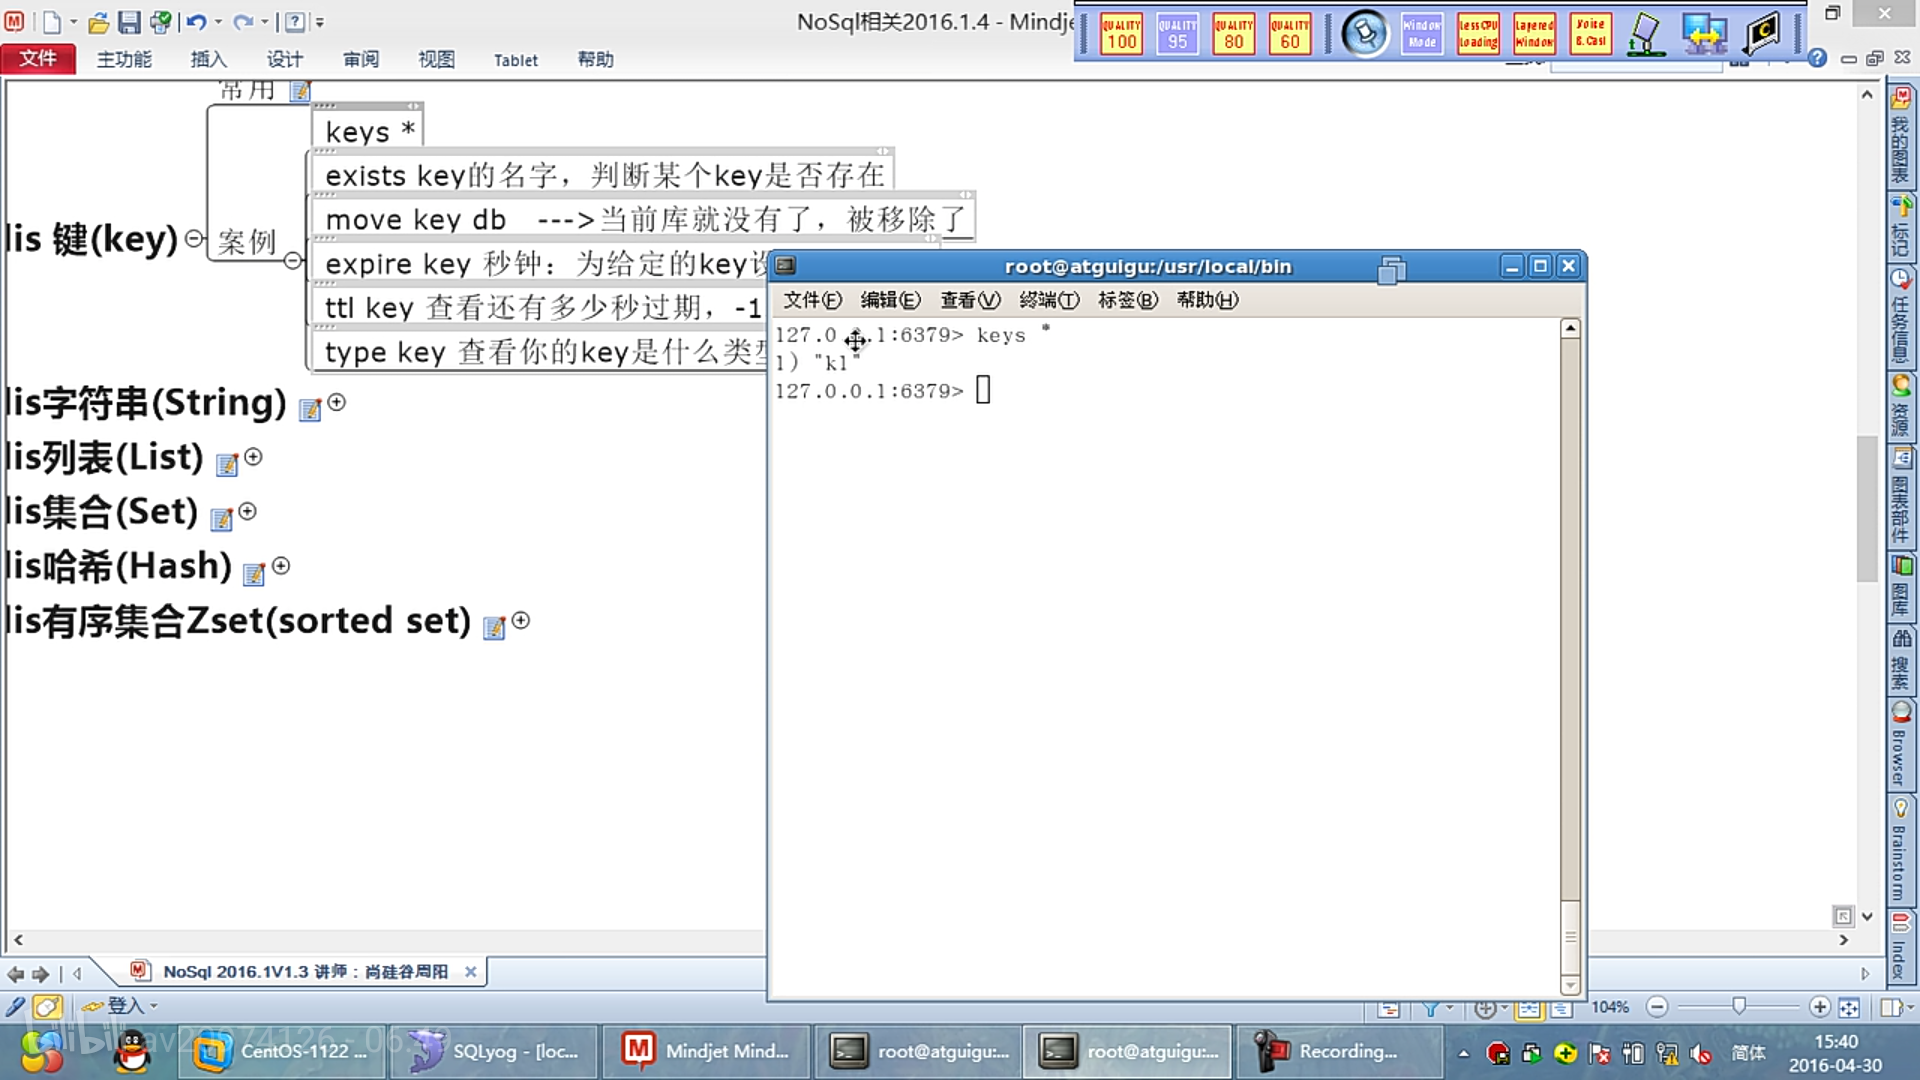 NoSql相关2016.1.4 - Mindje
QUALITY 100
QUALITY 95
QUALITY 80
QUALITY 60
Window Mode
LessCPU Loading
Layered Window
Voice B.Cast
文件
主功能
插入
设计
审阅
视图
Tablet
帮助
常用
keys *
exists key的名字，判断某个key是否存在
move key db   --->当前库就没有了，被移除了
lis 键(key)
案例
expire key 秒钟：为给定的key设
ttl key 查看还有多少秒过期，-1
type key 查看你的key是什么类型
lis字符串(String)
lis列表(List)
lis集合(Set)
lis哈希(Hash)
lis有序集合Zset(sorted set)
root@atguigu:/usr/local/bin
文件(F) 编辑(E) 查看(V) 终端(T) 标签(B) 帮助(H)
127.0.0.1:6379> keys *
1) "k1"
127.0.0.1:6379>
我的图表
标记
任务信息
资源
图表部件
图库
搜索
Browser
Brainstorm
Index
NoSql 2016.1V1.3 讲师：尚硅谷周阳
登入
104%
CentOS-1122 ...
SQLyog - [loc...
Mindjet Mind...
root@atguigu:...
root@atguigu:...
Recording...
简体
15:40
2016-04-30